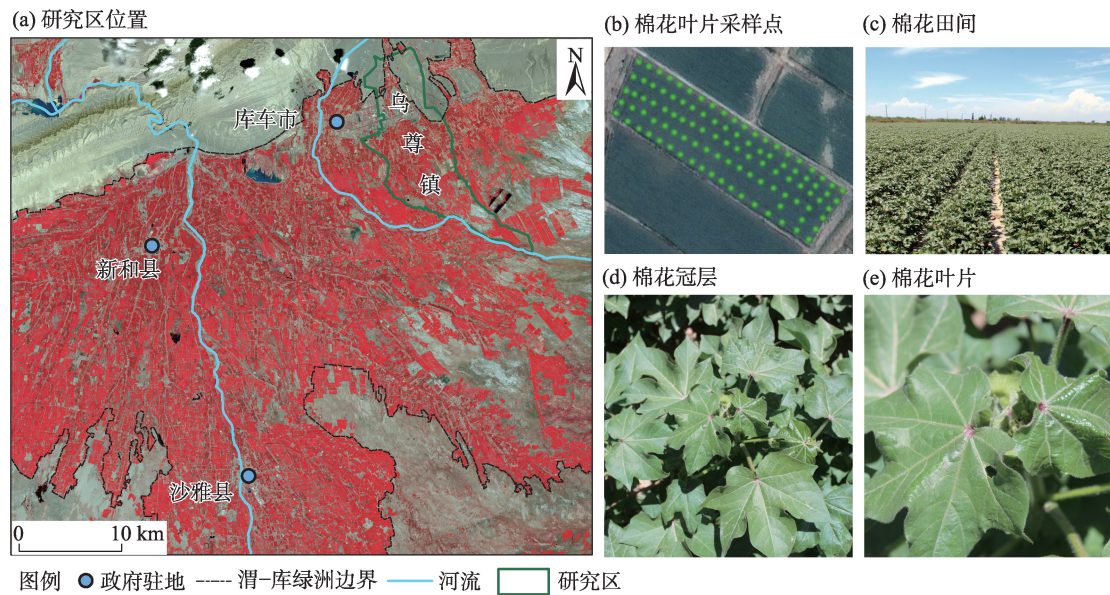 (a) 研究区位置
(b) 棉花叶片采样点
(c) 棉花田间
N
库车市
乌
尊
镇
新和县
沙雅县
0 10 km
(d) 棉花冠层
(e) 棉花叶片
图例 政府驻地 渭-库绿洲边界 河流 研究区